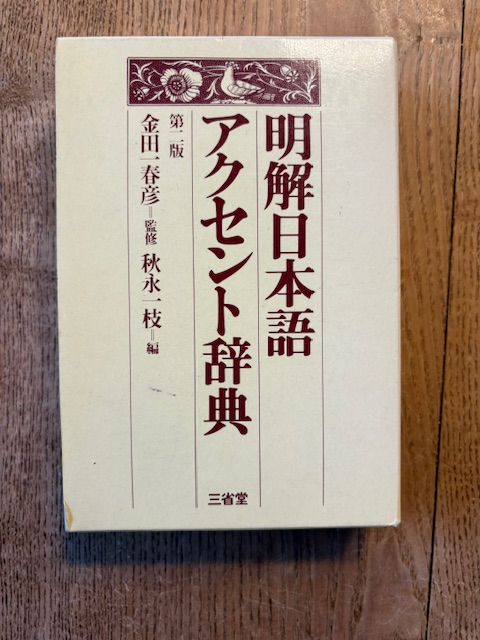 明解日本語
アクセント辞典
第二版
金田一春彦=監修 秋永一枝=編
三省堂